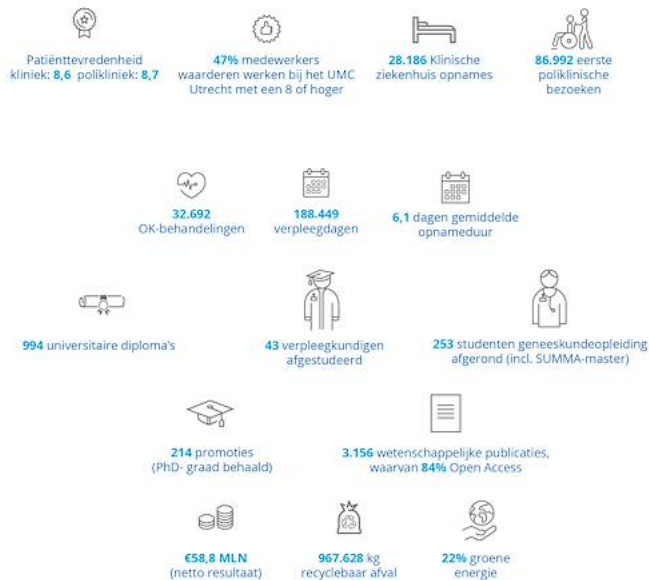 Patiënttevredenheid
kliniek: 8,6 polikliniek: 8,7
47% medewerkers
waarderen werken bij het UMC
Utrecht met een 8 of hoger
28.186 Klinische
ziekenhuis opnames
86.992 eerste
poliklinische
bezoeken
32.692
OK-behandelingen
188.449
verpleegdagen
6,1 dagen gemiddelde
opnameduur
994 universitaire diploma's
43 verpleegkundigen
afgestudeerd
253 studenten geneeskundeopleiding
afgerond (incl. SUMMA-master)
214 promoties
(PhD- graad behaald)
3.156 wetenschappelijke publicaties,
waarvan 84% Open Access
€58,8 MLN
(netto resultaat)
967.628 kg
recyclebaar afval
22% groene
energie